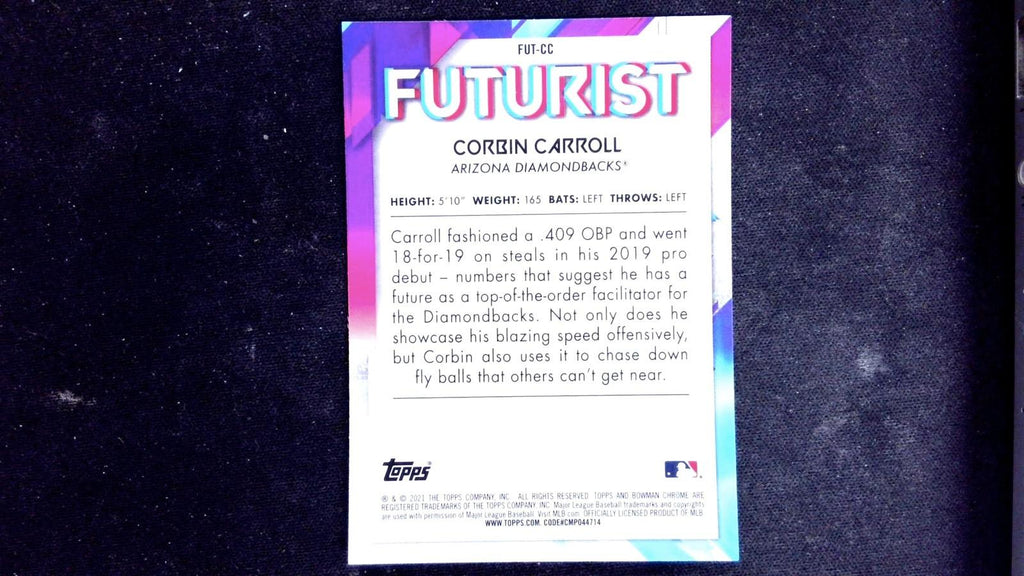 FUT-CC
FUTURIST
CORBIN CARROLL
ARIZONA DIAMONDBACKS®
HEIGHT: 5'10" WEIGHT: 165 BATS: LEFT THROWS: LEFT
Carroll fashioned a .409 OBP and went
18-for-19 on steals in his 2019 pro
debut – numbers that suggest he has a
future as a top-of-the-order facilitator for
the Diamondbacks. Not only does he
showcase his blazing speed offensively,
but Corbin also uses it to chase down
fly balls that others can't get near.
topps®
® & © 2021 THE TOPPS COMPANY, INC. ALL RIGHTS RESERVED. TOPPS AND BOWMAN CHROME ARE
REGISTERED TRADEMARKS OF THE TOPPS COMPANY, INC. Major League Baseball trademarks and copyrights
are used with permission of Major League Baseball. Visit MLB.com. OFFICIALLY LICENSED PRODUCT OF MLB.
WWW.TOPPS.COM. CODE#CMP044714